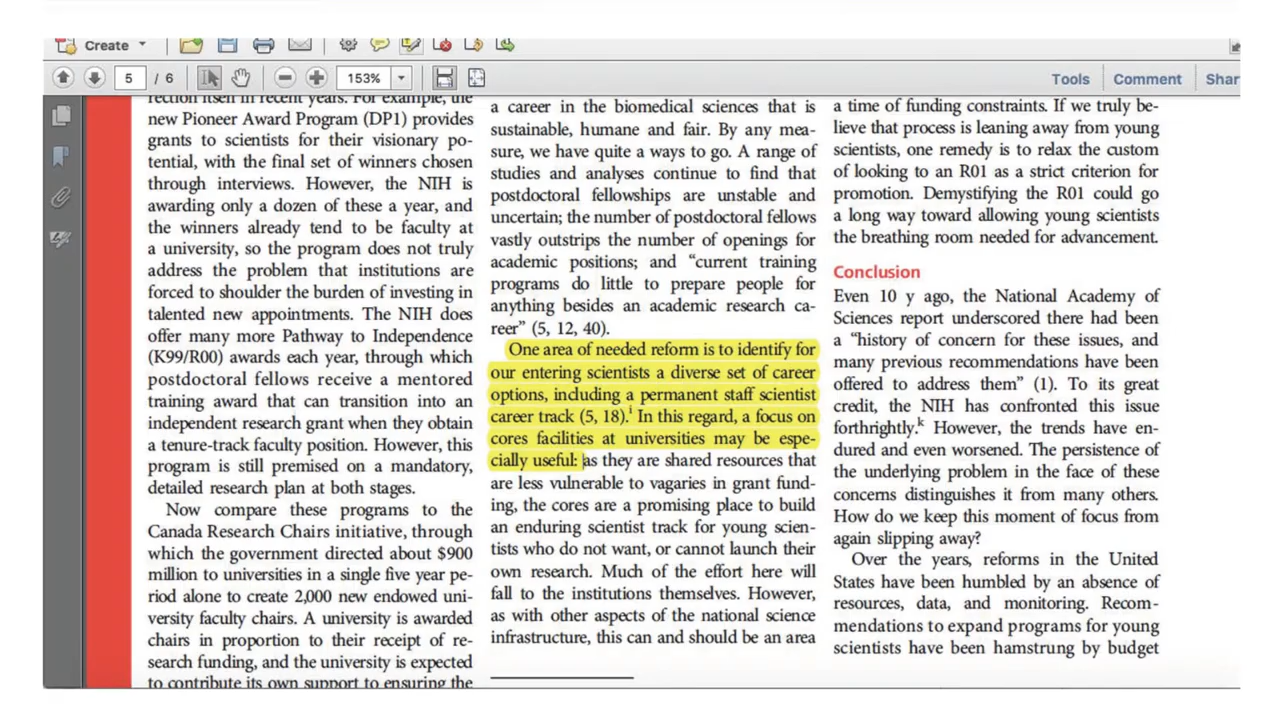 Create
5 / 6
153%
Tools
Comment
Shar
rection itself in recent years. For example, the
new Pioneer Award Program (DP1) provides
grants to scientists for their visionary po-
tential, with the final set of winners chosen
through interviews. However, the NIH is
awarding only a dozen of these a year, and
the winners already tend to be faculty at
a university, so the program does not truly
address the problem that institutions are
forced to shoulder the burden of investing in
talented new appointments. The NIH does
offer many more Pathway to Independence
(K99/R00) awards each year, through which
postdoctoral fellows receive a mentored
training award that can transition into an
independent research grant when they obtain
a tenure-track faculty position. However, this
program is still premised on a mandatory,
detailed research plan at both stages.
Now compare these programs to the
Canada Research Chairs initiative, through
which the government directed about $900
million to universities in a single five year pe-
riod alone to create 2,000 new endowed uni-
versity faculty chairs. A university is awarded
chairs in proportion to their receipt of re-
search funding, and the university is expected
to contribute its own support to ensuring the
a career in the biomedical sciences that is
sustainable, humane and fair. By any mea-
sure, we have quite a ways to go. A range of
studies and analyses continue to find that
postdoctoral fellowships are unstable and
uncertain; the number of postdoctoral fellows
vastly outstrips the number of openings for
academic positions; and “current training
programs do little to prepare people for
anything besides an academic research ca-
reer” (5, 12, 40).
One area of needed reform is to identify for
our entering scientists a diverse set of career
options, including a permanent staff scientist
career track (5, 18).i In this regard, a focus on
cores facilities at universities may be espe-
cially useful: as they are shared resources that
are less vulnerable to vagaries in grant fund-
ing, the cores are a promising place to build
an enduring scientist track for young scien-
tists who do not want, or cannot launch their
own research. Much of the effort here will
fall to the institutions themselves. However,
as with other aspects of the national science
infrastructure, this can and should be an area
a time of funding constraints. If we truly be-
lieve that process is leaning away from young
scientists, one remedy is to relax the custom
of looking to an R01 as a strict criterion for
promotion. Demystifying the R01 could go
a long way toward allowing young scientists
the breathing room needed for advancement.
Conclusion
Even 10 y ago, the National Academy of
Sciences report underscored there had been
a “history of concern for these issues, and
many previous recommendations have been
offered to address them” (1). To its great
credit, the NIH has confronted this issue
forthrightly.k However, the trends have en-
dured and even worsened. The persistence of
the underlying problem in the face of these
concerns distinguishes it from many others.
How do we keep this moment of focus from
again slipping away?
Over the years, reforms in the United
States have been humbled by an absence of
resources, data, and monitoring. Recom-
mendations to expand programs for young
scientists have been hamstrung by budget